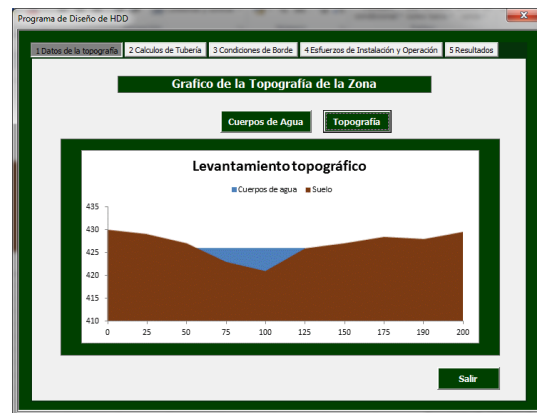 Programa de Diseño de HDD
1 Datos de la topografía 2 Calculos de Tubería 3 Condiciones de Borde 4 Esfuerzos de Instalación y Operación 5 Resultados
Grafico de la Topografía de la Zona
Cuerpos de Agua Topografía
Levantamiento topográfico
Cuerpos de agua Suelo
435
430
425
420
415
410
0 25 50 75 100 125 150 175 190 200
Salir